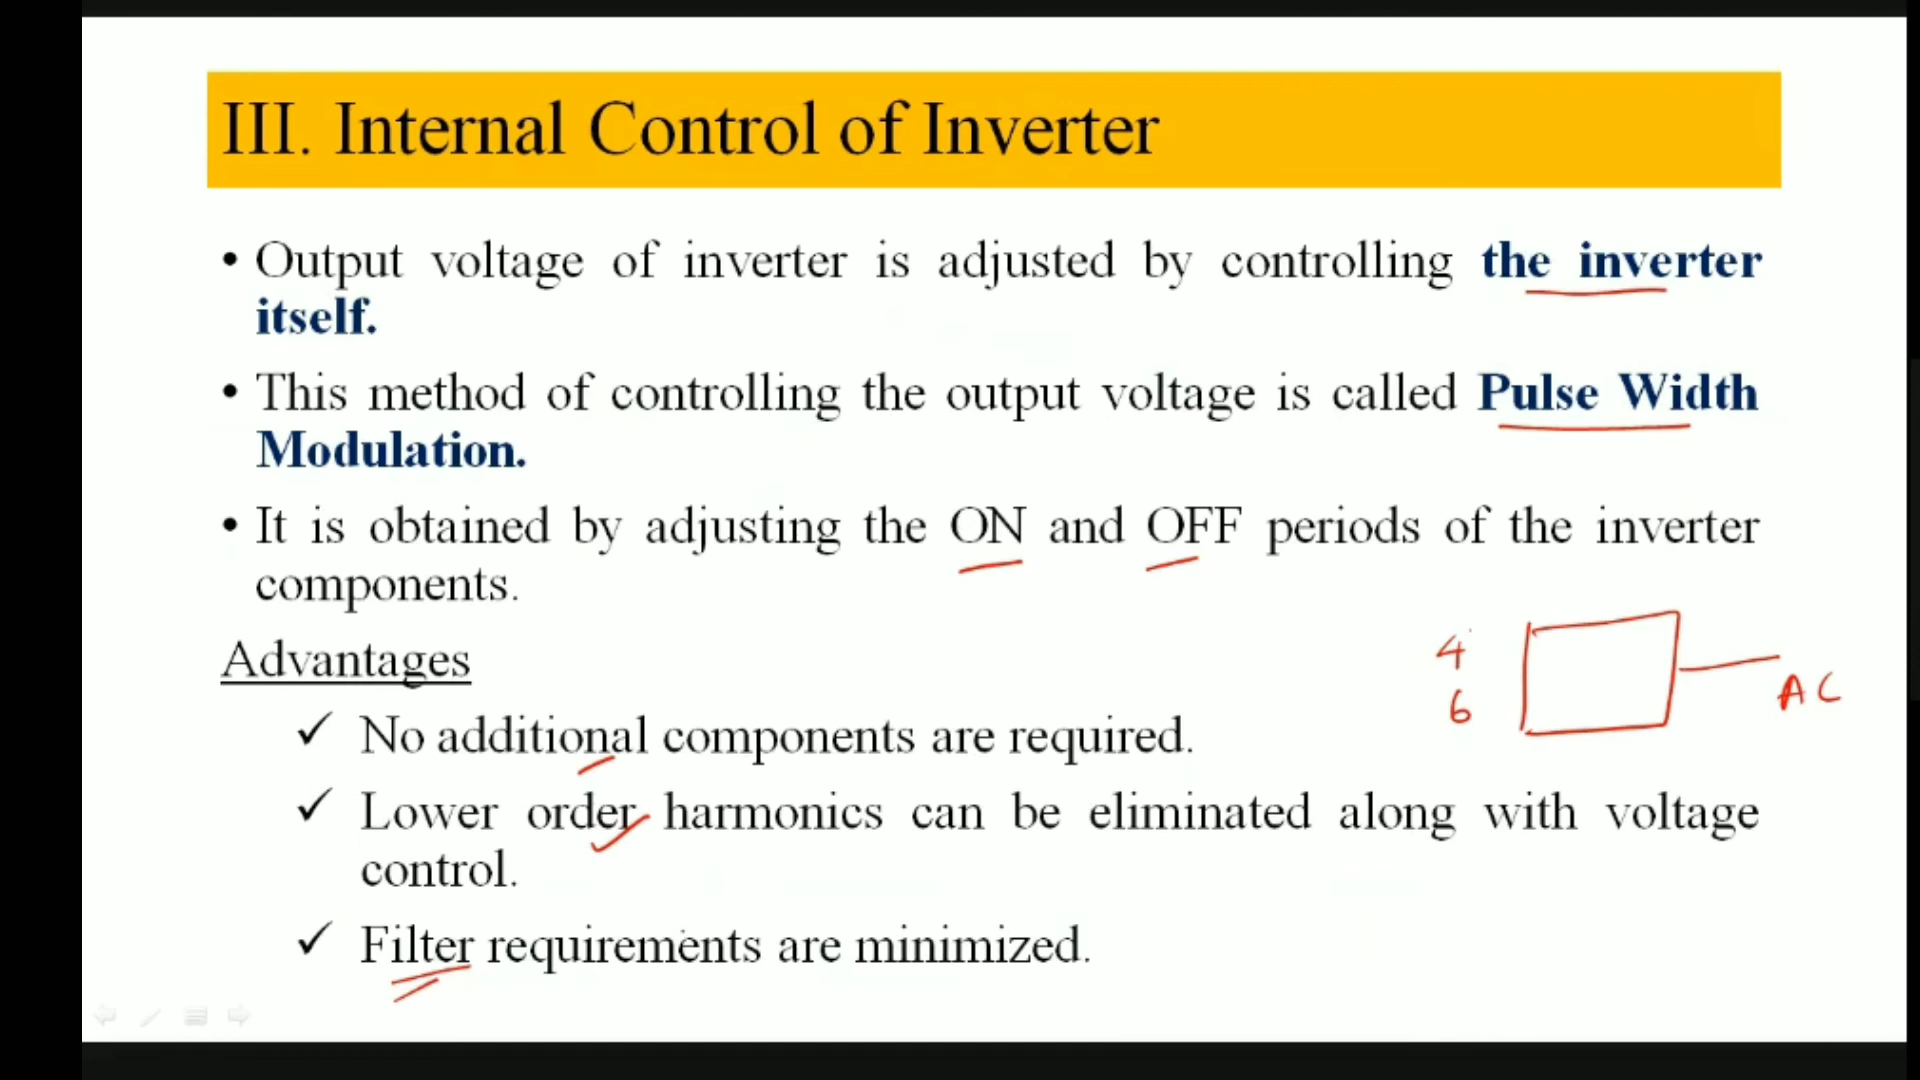 III. Internal Control of Inverter
• Output voltage of inverter is adjusted by controlling the inverter
itself.
• This method of controlling the output voltage is called Pulse Width
Modulation.
• It is obtained by adjusting the ON and OFF periods of the inverter
components.
Advantages
4
6
AC
✓ No additional components are required.
✓ Lower order harmonics can be eliminated along with voltage
control.
✓ Filter requirements are minimized.